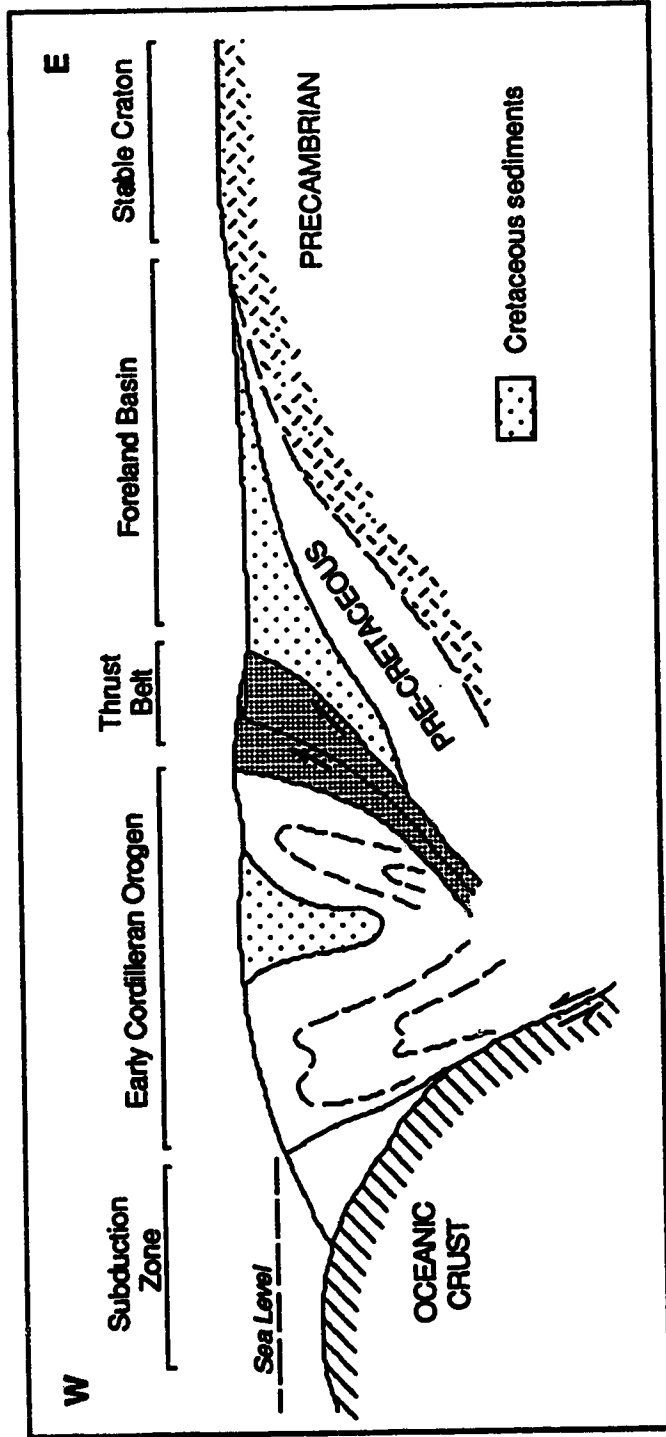 W
E
Subduction
Zone
Early Cordilleran Orogen
Thrust
Belt
Foreland Basin
Stable Craton
Sea Level
OCEANIC
CRUST
PRE-CRETACEOUS
PRECAMBRIAN
Cretaceous sediments